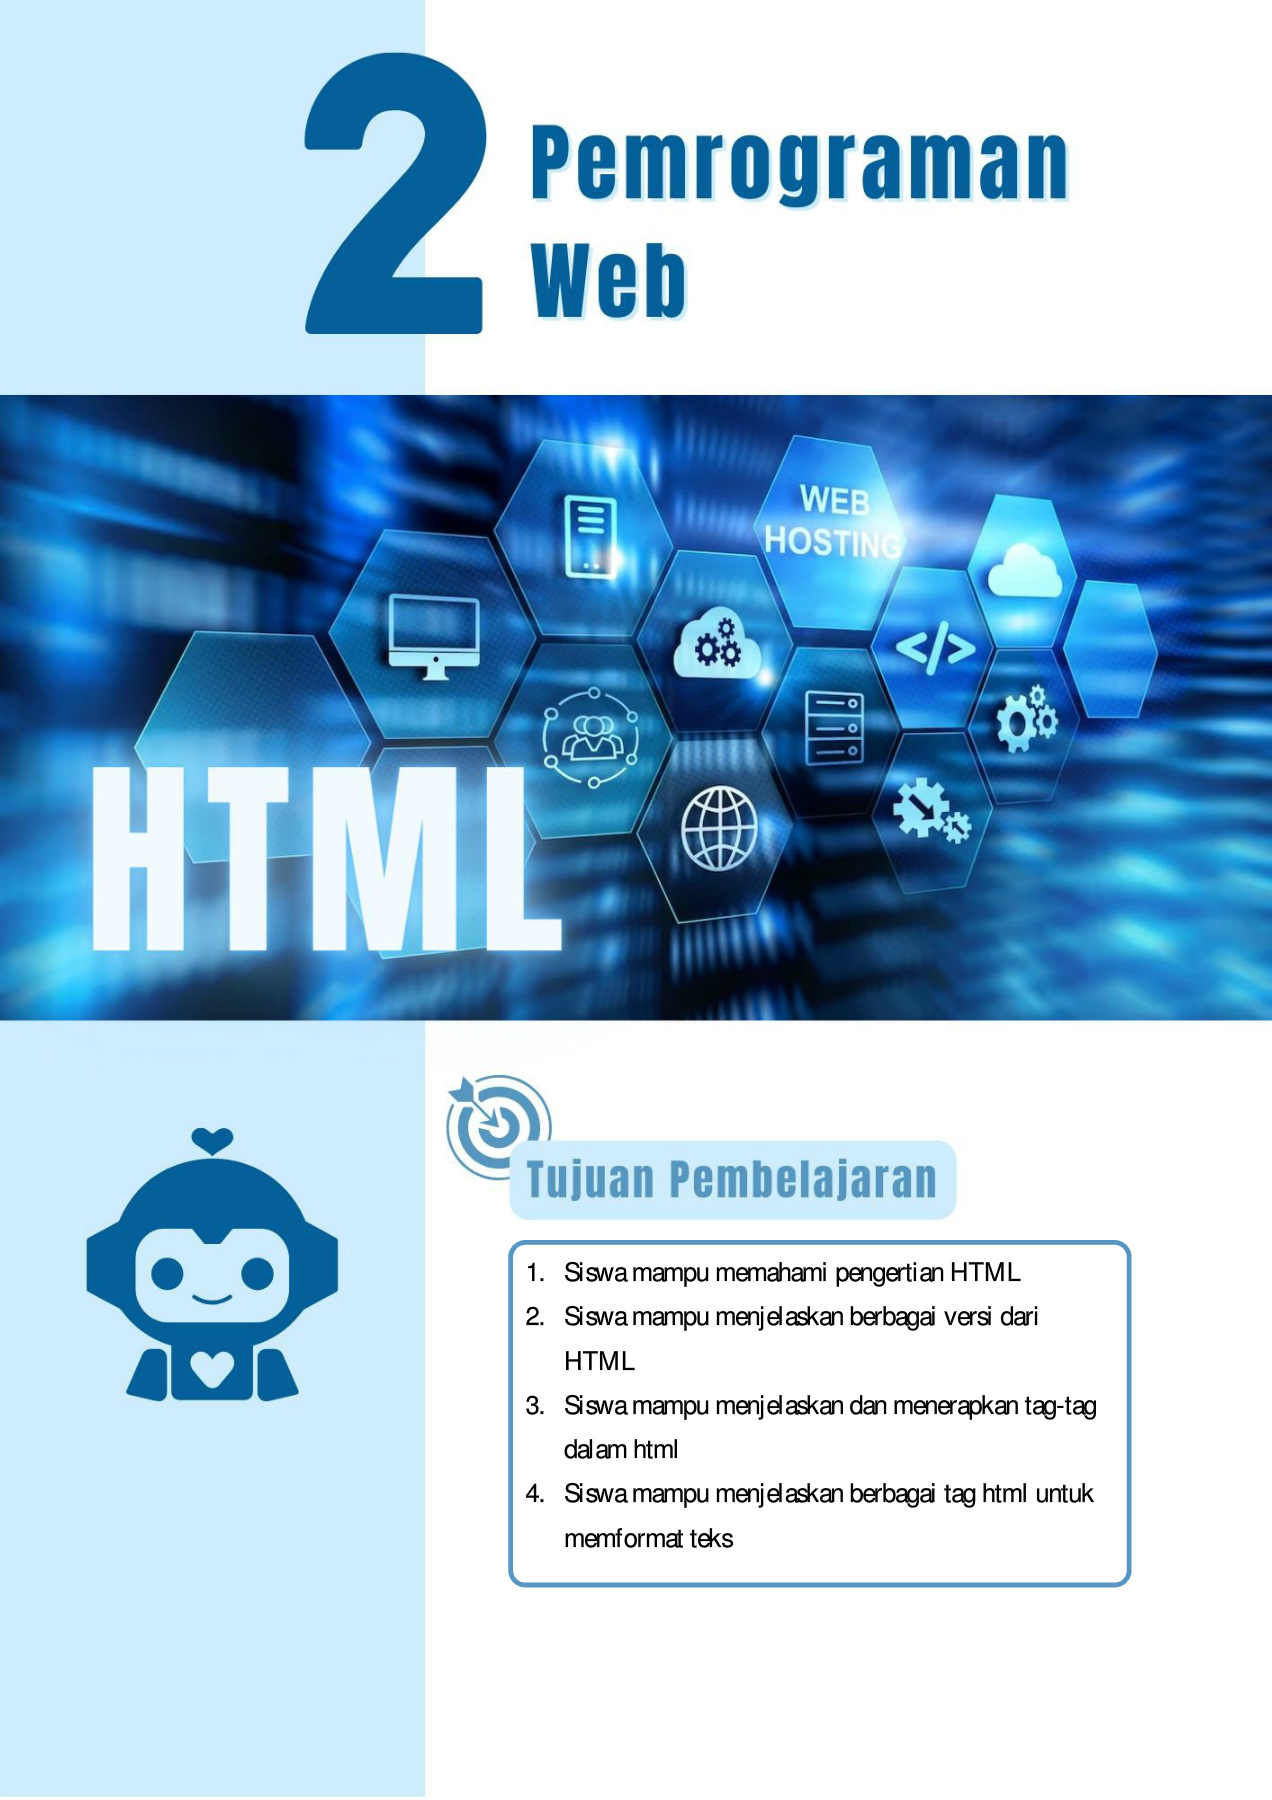 2
Pemrograman
Web
WEB
HOSTING
</>
HTML
Tujuan Pembelajaran
1. Siswa mampu memahami pengertian HTML
2. Siswa mampu menjelaskan berbagai versi dari
HTML
3. Siswa mampu menjelaskan dan menerapkan tag-tag
dalam html
4. Siswa mampu menjelaskan berbagai tag html untuk
memformat teks